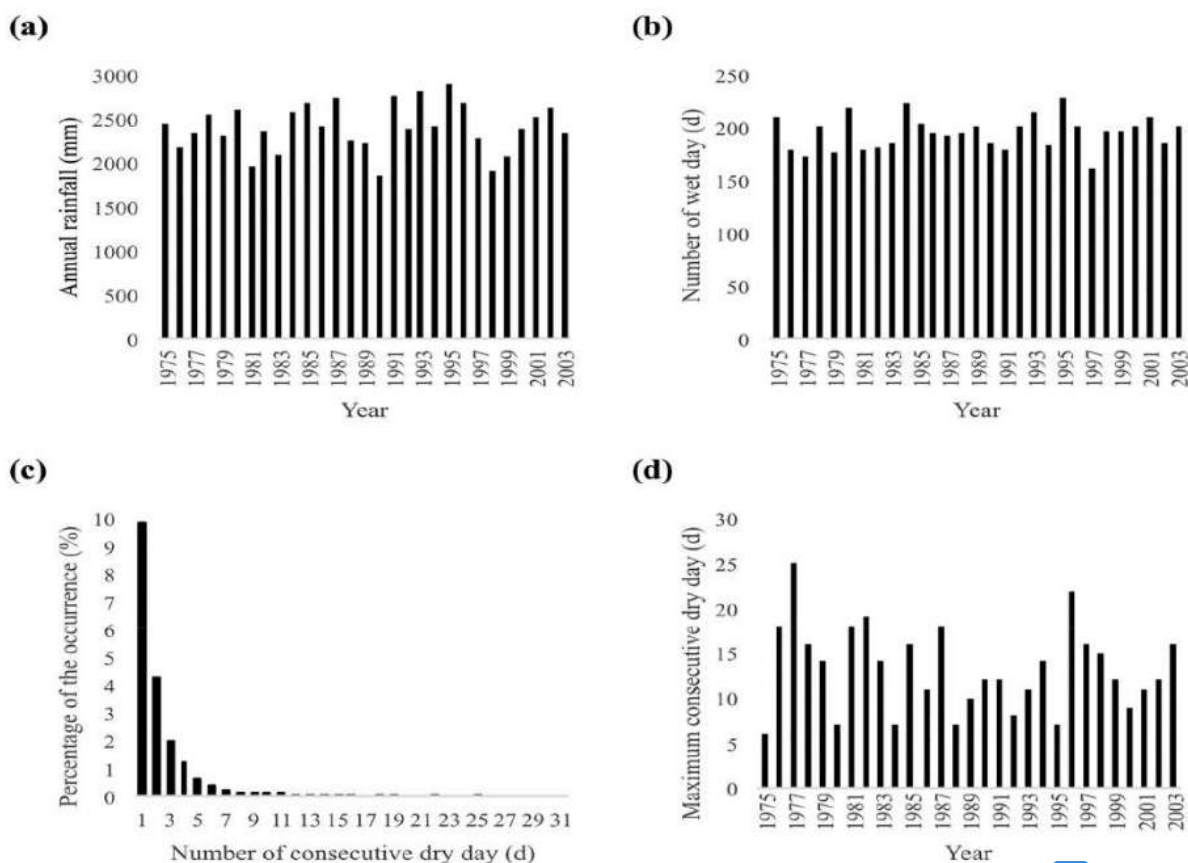 (a)
Annual rainfall (mm)
3000
2500
2000
1500
1000
500
0
1975 1977 1979 1981 1983 1985 1987 1989 1991 1993 1995 1997 1999 2001 2003
Year
(b)
Number of wet day (d)
250
200
150
100
50
0
1975 1977 1979 1981 1983 1985 1987 1989 1991 1993 1995 1997 1999 2001 2003
Year
(c)
Percentage of the occurrence (%)
10
9
8
7
6
5
4
3
2
1
0
1 3 5 7 9 11 13 15 17 19 21 23 25 27 29 31
Number of consecutive dry day (d)
(d)
Maximum consecutive dry day (d)
30
25
20
15
10
5
0
1975 1977 1979 1981 1983 1985 1987 1989 1991 1993 1995 1997 1999 2001 2003
Year